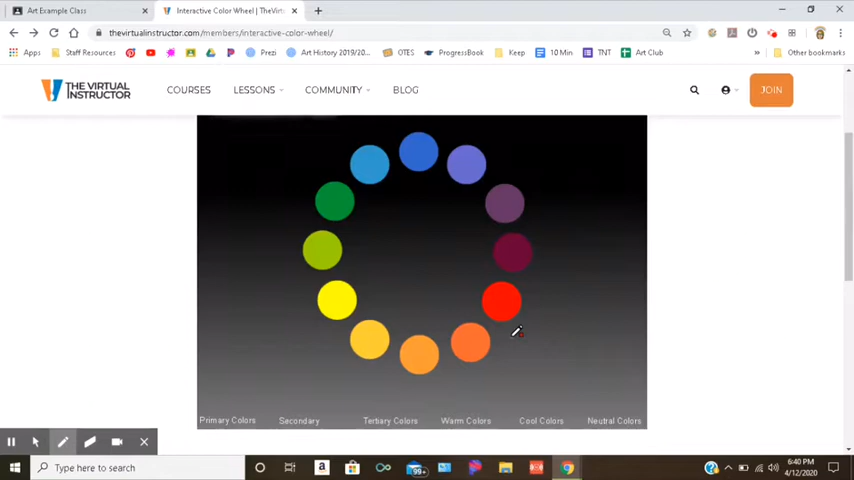 Art Example Class
Interactive Color Wheel | TheVirt
thevirtualinstructor.com/members/interactive-color-wheel/
Apps Staff Resources Prezi Art History 2019/20... OTES ProgressBook Keep 10 Min TNT Art Club Other bookmarks
THE VIRTUAL INSTRUCTOR
COURSES LESSONS COMMUNITY BLOG JOIN
Primary Colors Secondary Tertiary Colors Warm Colors Cool Colors Neutral Colors
Type here to search
99+
6:40 PM
4/12/2020